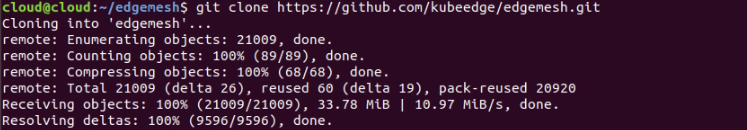 cloud@cloud:~/edgemesh$ git clone https://github.com/kubeedge/edgemesh.git
Cloning into 'edgemesh'...
remote: Enumerating objects: 21009, done.
remote: Counting objects: 100% (89/89), done.
remote: Compressing objects: 100% (68/68), done.
remote: Total 21009 (delta 26), reused 60 (delta 19), pack-reused 20920
Receiving objects: 100% (21009/21009), 33.78 MiB | 10.97 MiB/s, done.
Resolving deltas: 100% (9596/9596), done.